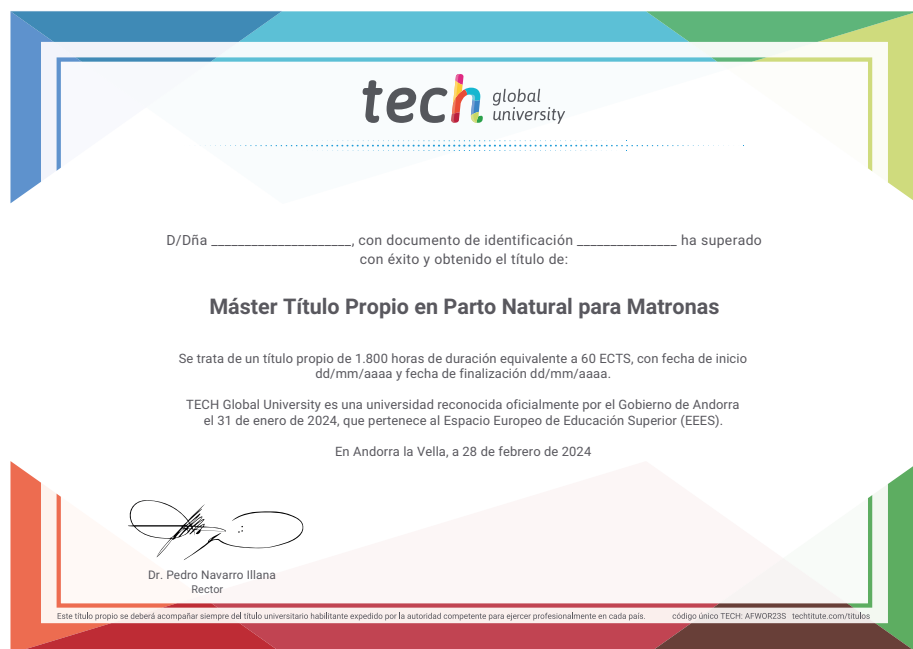 tech global university
D/Dña _____________________, con documento de identificación _______________ ha superado
con éxito y obtenido el título de:
Máster Título Propio en Parto Natural para Matronas
Se trata de un título propio de 1.800 horas de duración equivalente a 60 ECTS, con fecha de inicio
dd/mm/aaaa y fecha de finalización dd/mm/aaaa.
TECH Global University es una universidad reconocida oficialmente por el Gobierno de Andorra
el 31 de enero de 2024, que pertenece al Espacio Europeo de Educación Superior (EEES).
En Andorra la Vella, a 28 de febrero de 2024
Dr. Pedro Navarro Illana
Rector
Este título propio se deberá acompañar siempre del título universitario habilitante expedido por la autoridad competente para ejercer profesionalmente en cada país. código único TECH: AFWOR23S techtitute.com/titulos